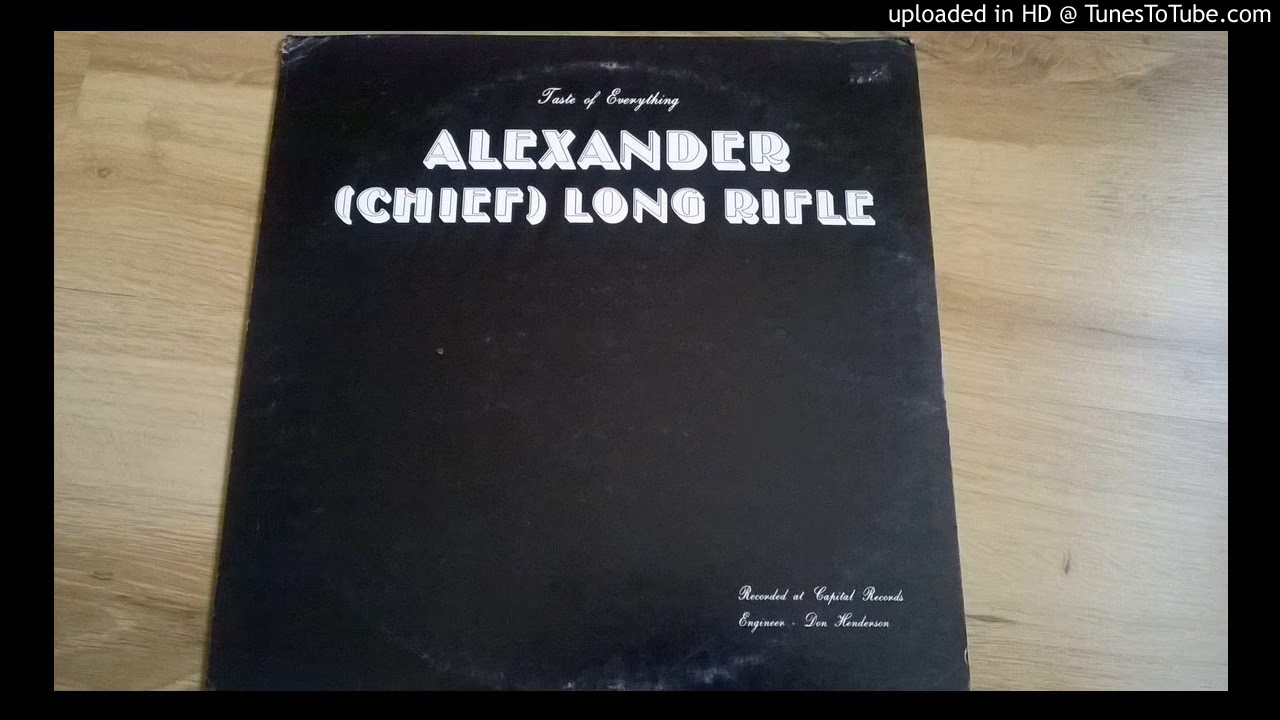 uploaded in HD @ TunesToTube.com
Taste of Everything
ALEXANDER
(CHIEF) LONG RIFLE
Recorded at Capital Records
Engineer - Don Henderson